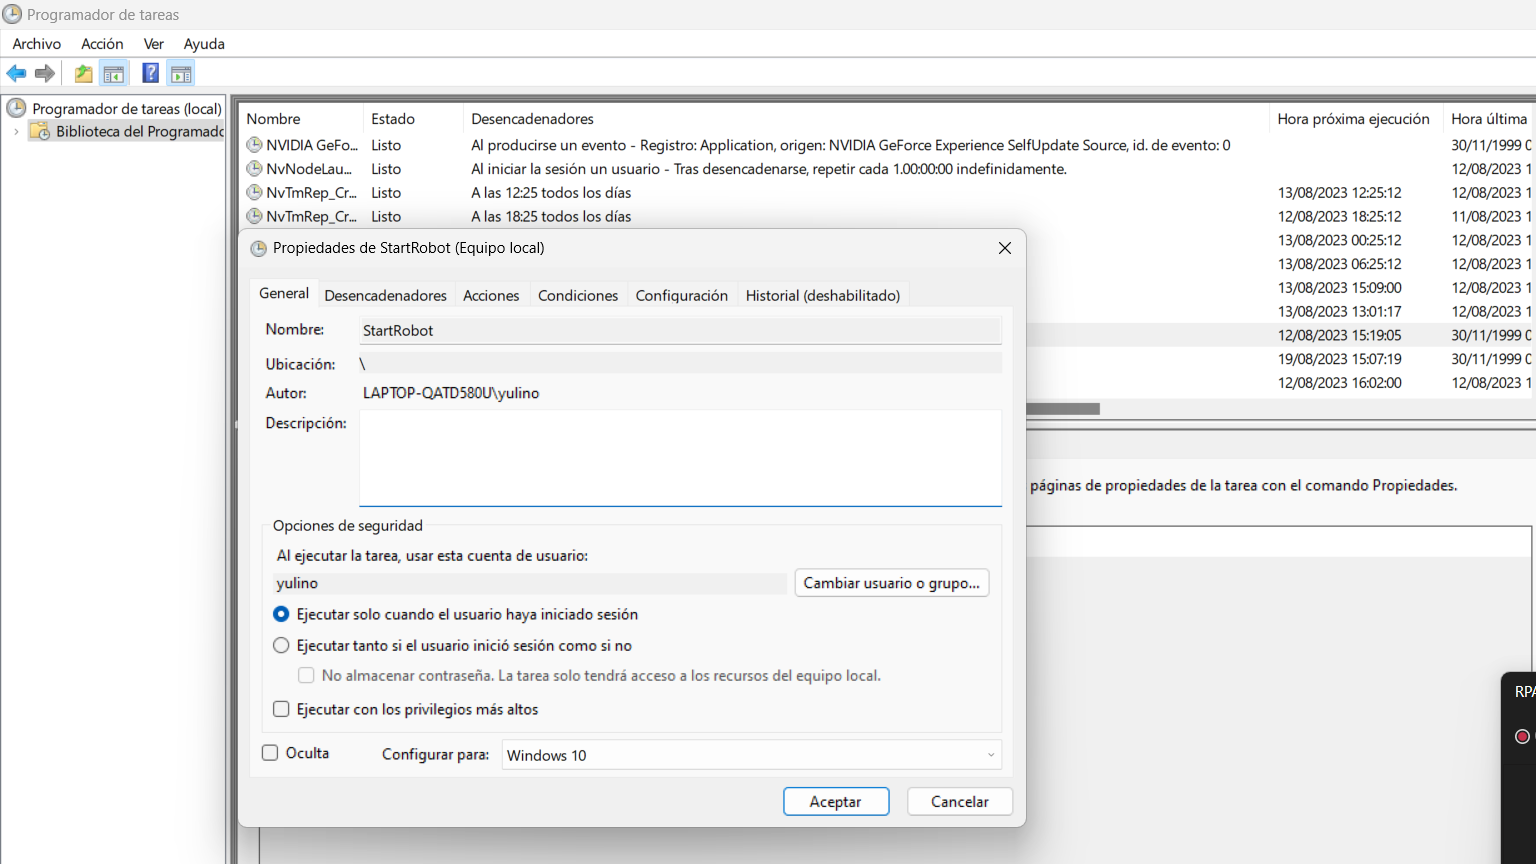 Programador de tareas
Archivo Acción Ver Ayuda
Programador de tareas (local)
Biblioteca del Programado
Nombre Estado Desencadenadores Hora próxima ejecución Hora última
NVIDIA GeFo... Listo Al producirse un evento - Registro: Application, origen: NVIDIA GeForce Experience SelfUpdate Source, id. de evento: 0 30/11/1999 0
NvNodeLau... Listo Al iniciar la sesión un usuario - Tras desencadenarse, repetir cada 1.00:00:00 indefinidamente. 12/08/2023 1
NvTmRep_Cr... Listo A las 12:25 todos los días 13/08/2023 12:25:12 12/08/2023 1
NvTmRep_Cr... Listo A las 18:25 todos los días 12/08/2023 18:25:12 11/08/2023 1
13/08/2023 00:25:12 12/08/2023 1
13/08/2023 06:25:12 12/08/2023 1
13/08/2023 15:09:00 12/08/2023 1
13/08/2023 13:01:17 12/08/2023 1
12/08/2023 15:19:05 30/11/1999 0
19/08/2023 15:07:19 30/11/1999 0
12/08/2023 16:02:00 12/08/2023 1
páginas de propiedades de la tarea con el comando Propiedades.
Propiedades de StartRobot (Equipo local)
General Desencadenadores Acciones Condiciones Configuración Historial (deshabilitado)
Nombre: StartRobot
Ubicación: \
Autor: LAPTOP-QATD580U\yulino
Descripción:
Opciones de seguridad
Al ejecutar la tarea, usar esta cuenta de usuario:
yulino Cambiar usuario o grupo...
Ejecutar solo cuando el usuario haya iniciado sesión
Ejecutar tanto si el usuario inició sesión como si no
No almacenar contraseña. La tarea solo tendrá acceso a los recursos del equipo local.
Ejecutar con los privilegios más altos
Oculta Configurar para: Windows 10
Aceptar Cancelar
RPA